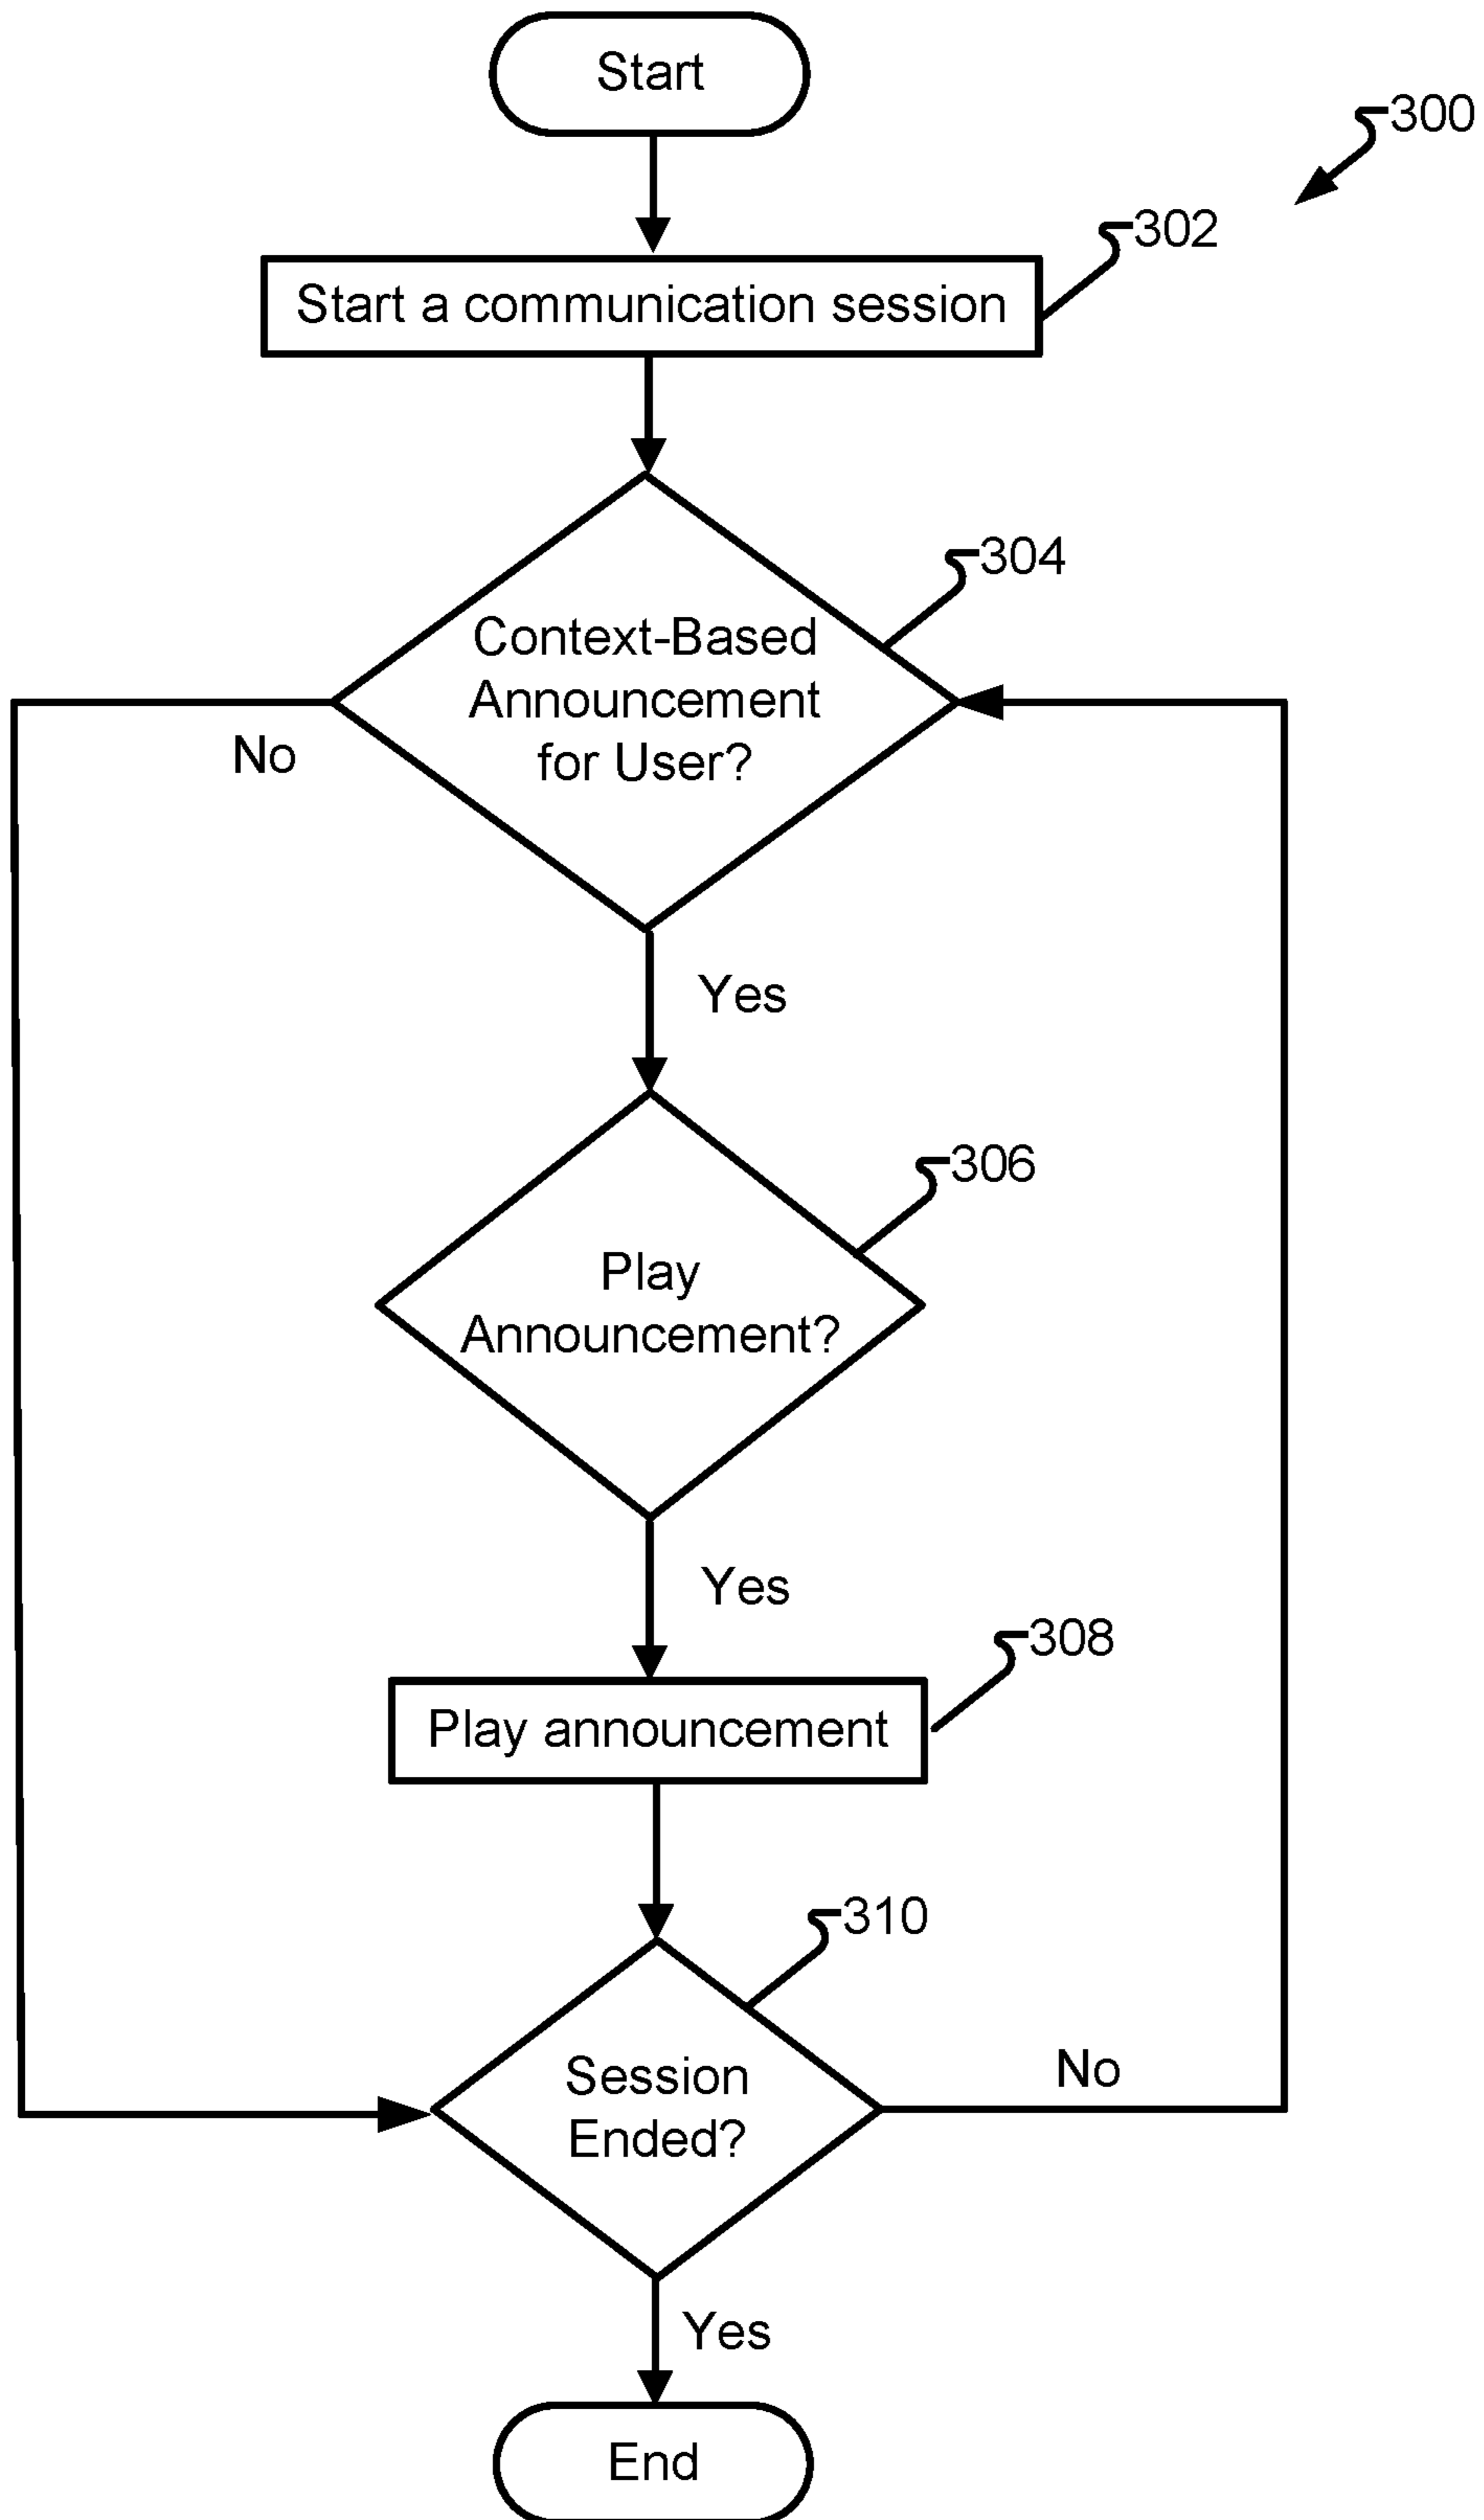 Start
300
302
Start a communication session
304
Context-Based
Announcement
for User?
No
Yes
306
Play
Announcement?
Yes
308
Play announcement
310
Session
Ended?
No
Yes
End